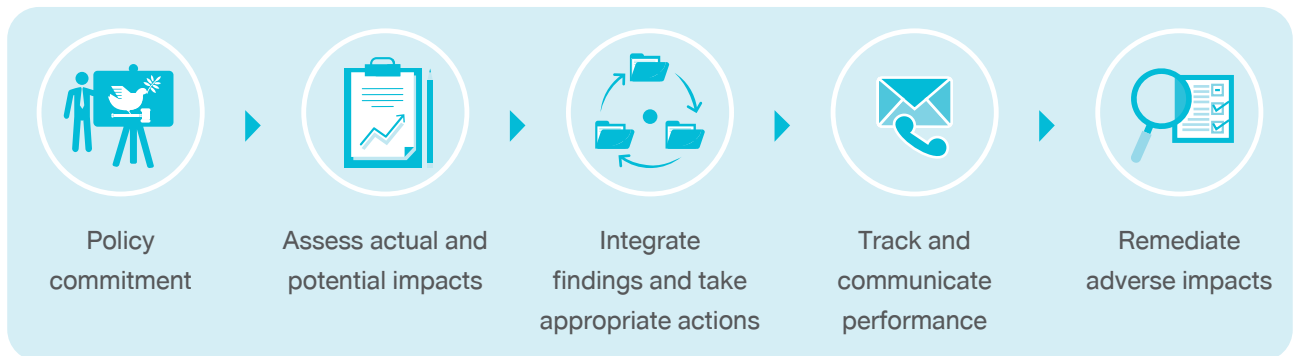 Policy
commitment
Assess actual and
potential impacts
Integrate
findings and take
appropriate actions
Track and
communicate
performance
Remediate
adverse impacts